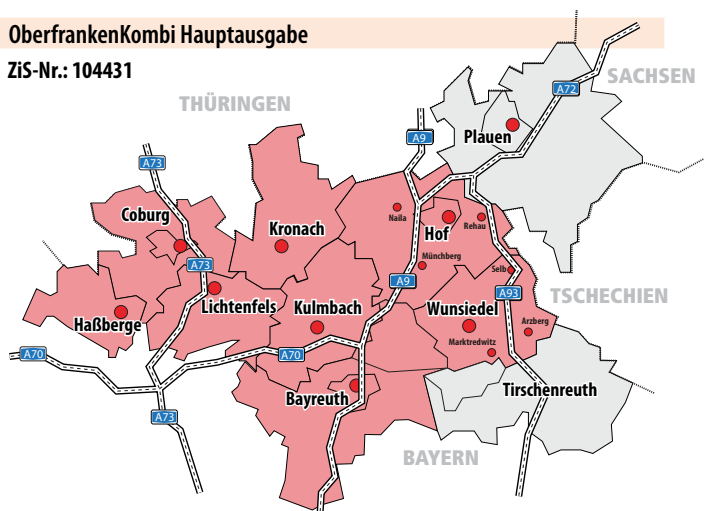 OberfrankenKombi Hauptausgabe
ZiS-Nr.: 104431
SACHSEN
A72
THÜRINGEN
Plauen
A9
A73
Coburg
Naila
Kronach
Hof
Rehau
A73
Münchberg
Selb
A9
Lichtenfels
Kulmbach
Wunsiedel
A93
TSCHECHIEN
Haßberge
Arzberg
Marktredwitz
A70
A70
Bayreuth
Tirschenreuth
A73
BAYERN